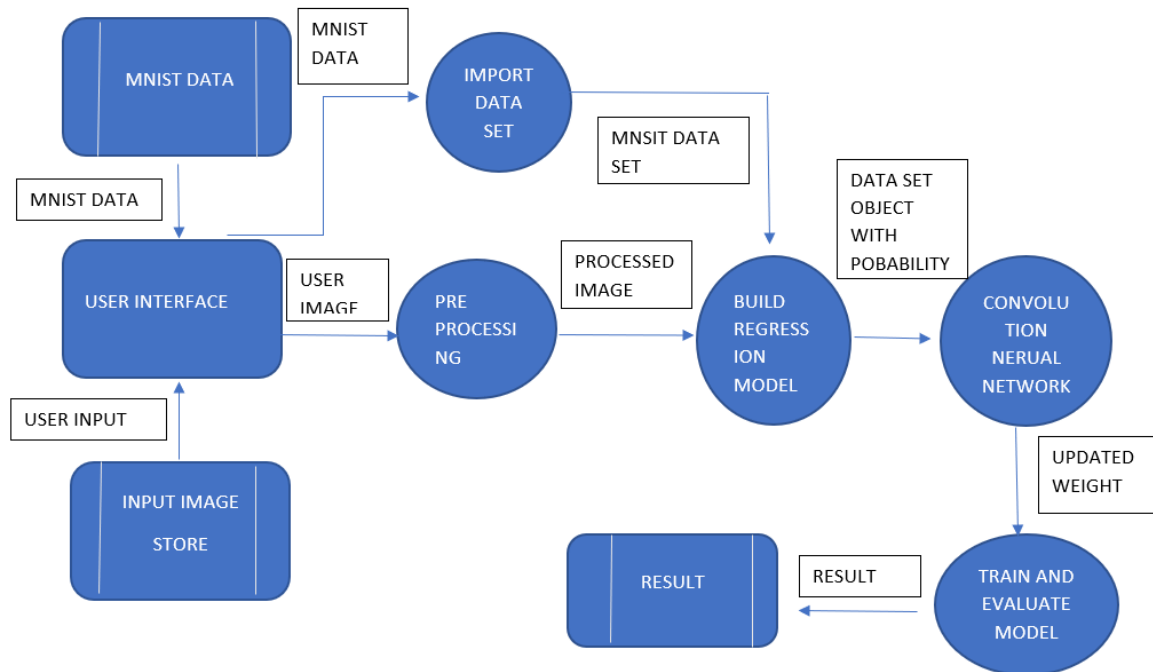 MNIST DATA
MNIST
DATA
IMPORT
DATA
SET
MNSIT DATA
SET
MNIST DATA
DATA SET
OBJECT
WITH
POBABILITY
USER INTERFACE
USER
IMAGE
PRE
PROCESSI
NG
PROCESSED
IMAGE
BUILD
REGRESS
ION
MODEL
CONVOLU
TION
NERUAL
NETWORK
USER INPUT
UPDATED
WEIGHT
INPUT IMAGE
STORE
RESULT
RESULT
TRAIN AND
EVALUATE
MODEL